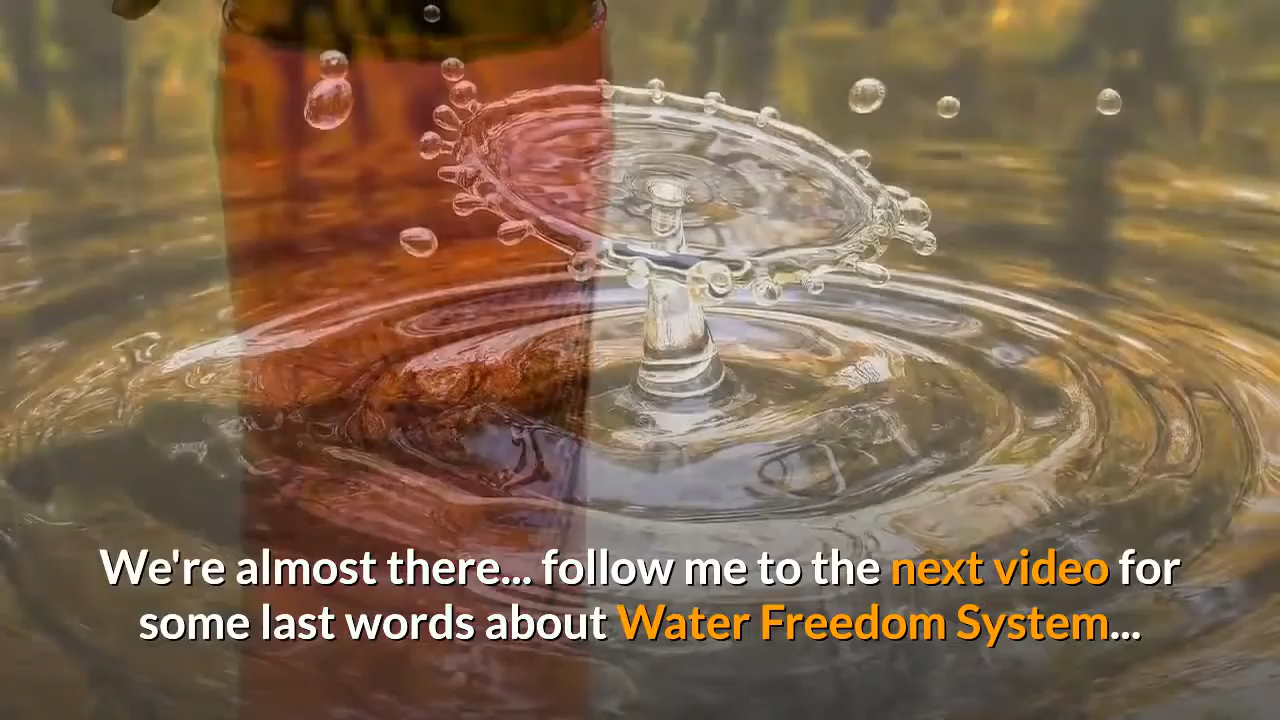 We're almost there... follow me to the next video for
some last words about Water Freedom System...